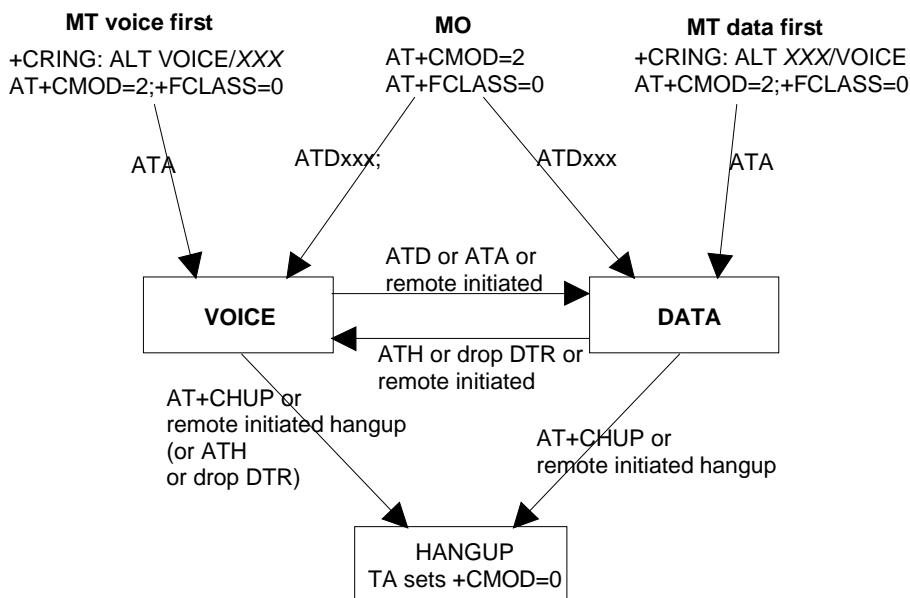 MT voice first
+CRING: ALT VOICE/XXX
AT+CMOD=2;+FCLASS=0
MO
AT+CMOD=2
AT+FCLASS=0
MT data first
+CRING: ALT XXX/VOICE
AT+CMOD=2;+FCLASS=0
ATA
ATDxxx;
ATDxxx
ATA
ATD or ATA or
remote initiated
VOICE
DATA
ATH or drop DTR or
remote initiated
AT+CHUP or
remote initiated hangup
(or ATH
or drop DTR)
AT+CHUP or
remote initiated hangup
HANGUP
TA sets +CMOD=0